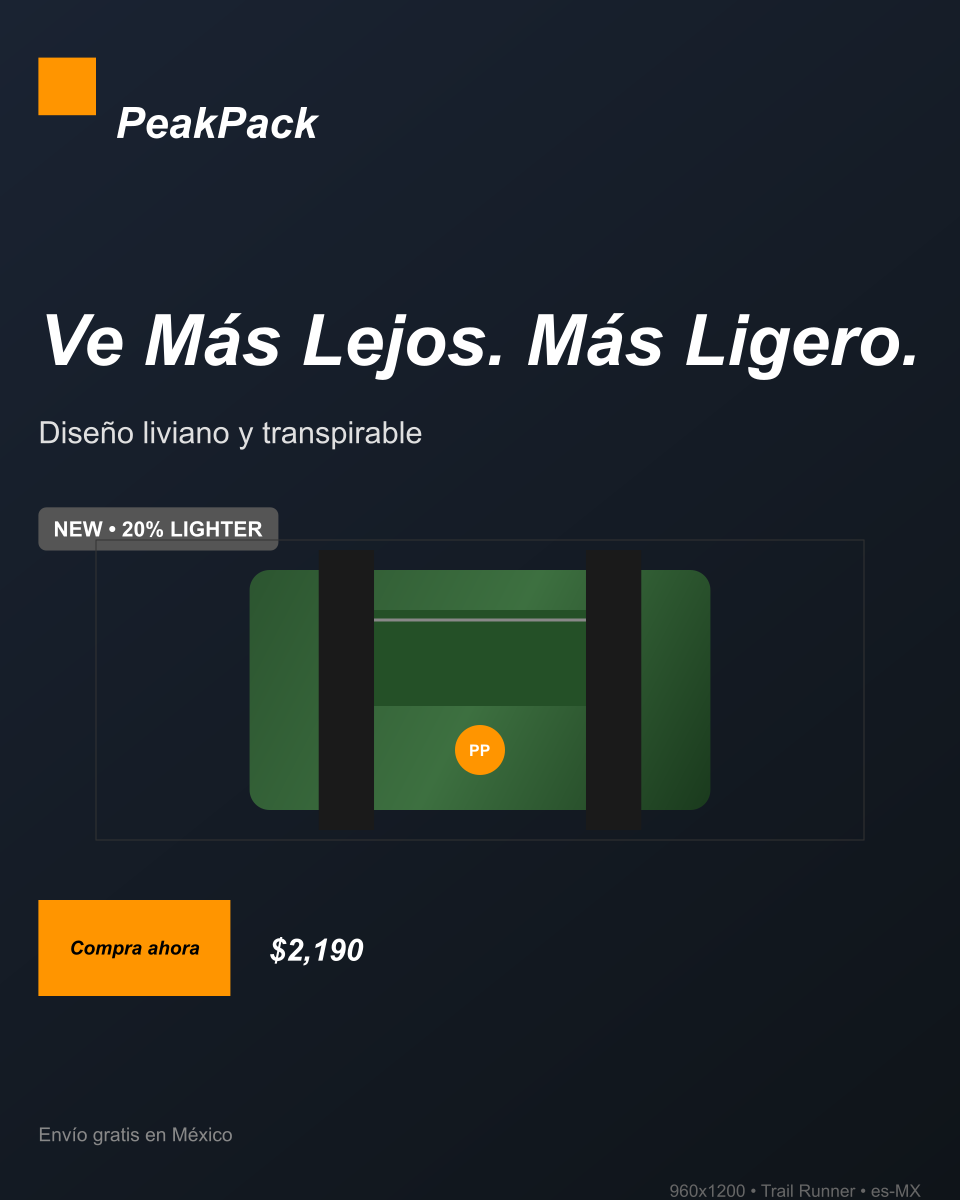 PeakPack
Ve Más Lejos. Más Ligero.
Diseño liviano y transpirable
NEW • 20% LIGHTER
PP
Compra ahora
$2,190
Envío gratis en México
960x1200 • Trail Runner • es-MX